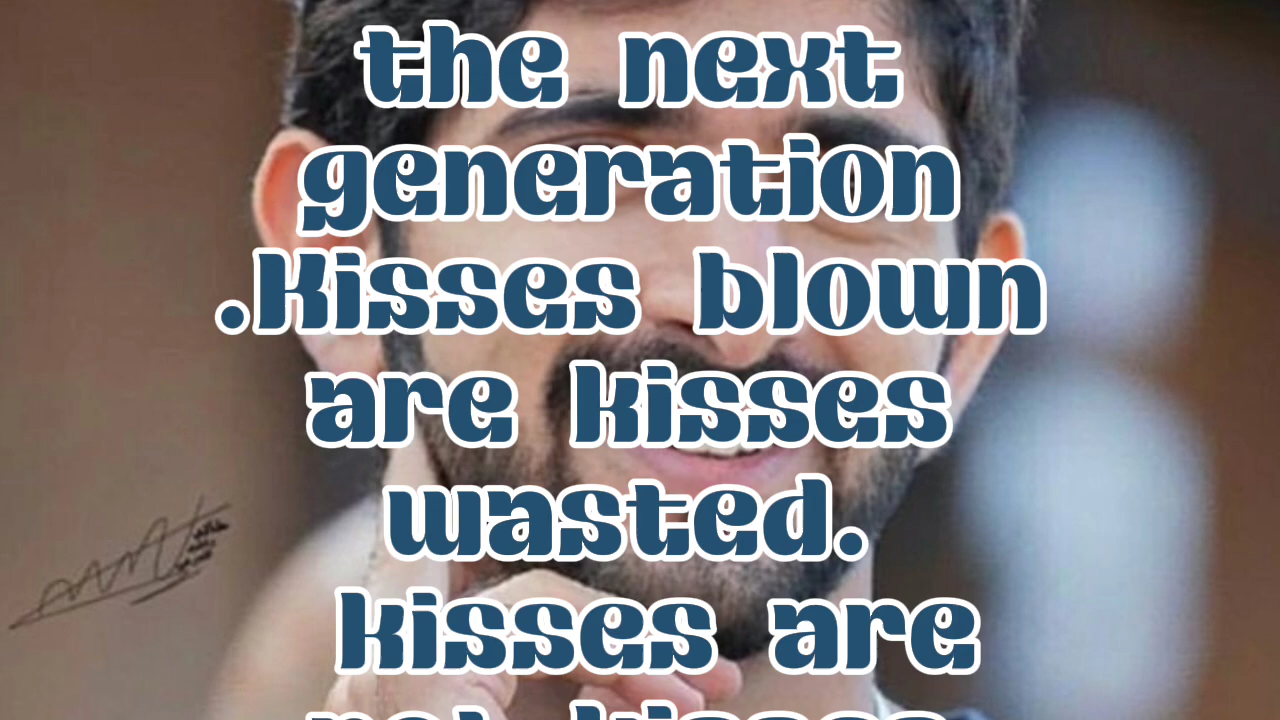 the next
generation
.Kisses blown
are kisses
wasted.
kisses are